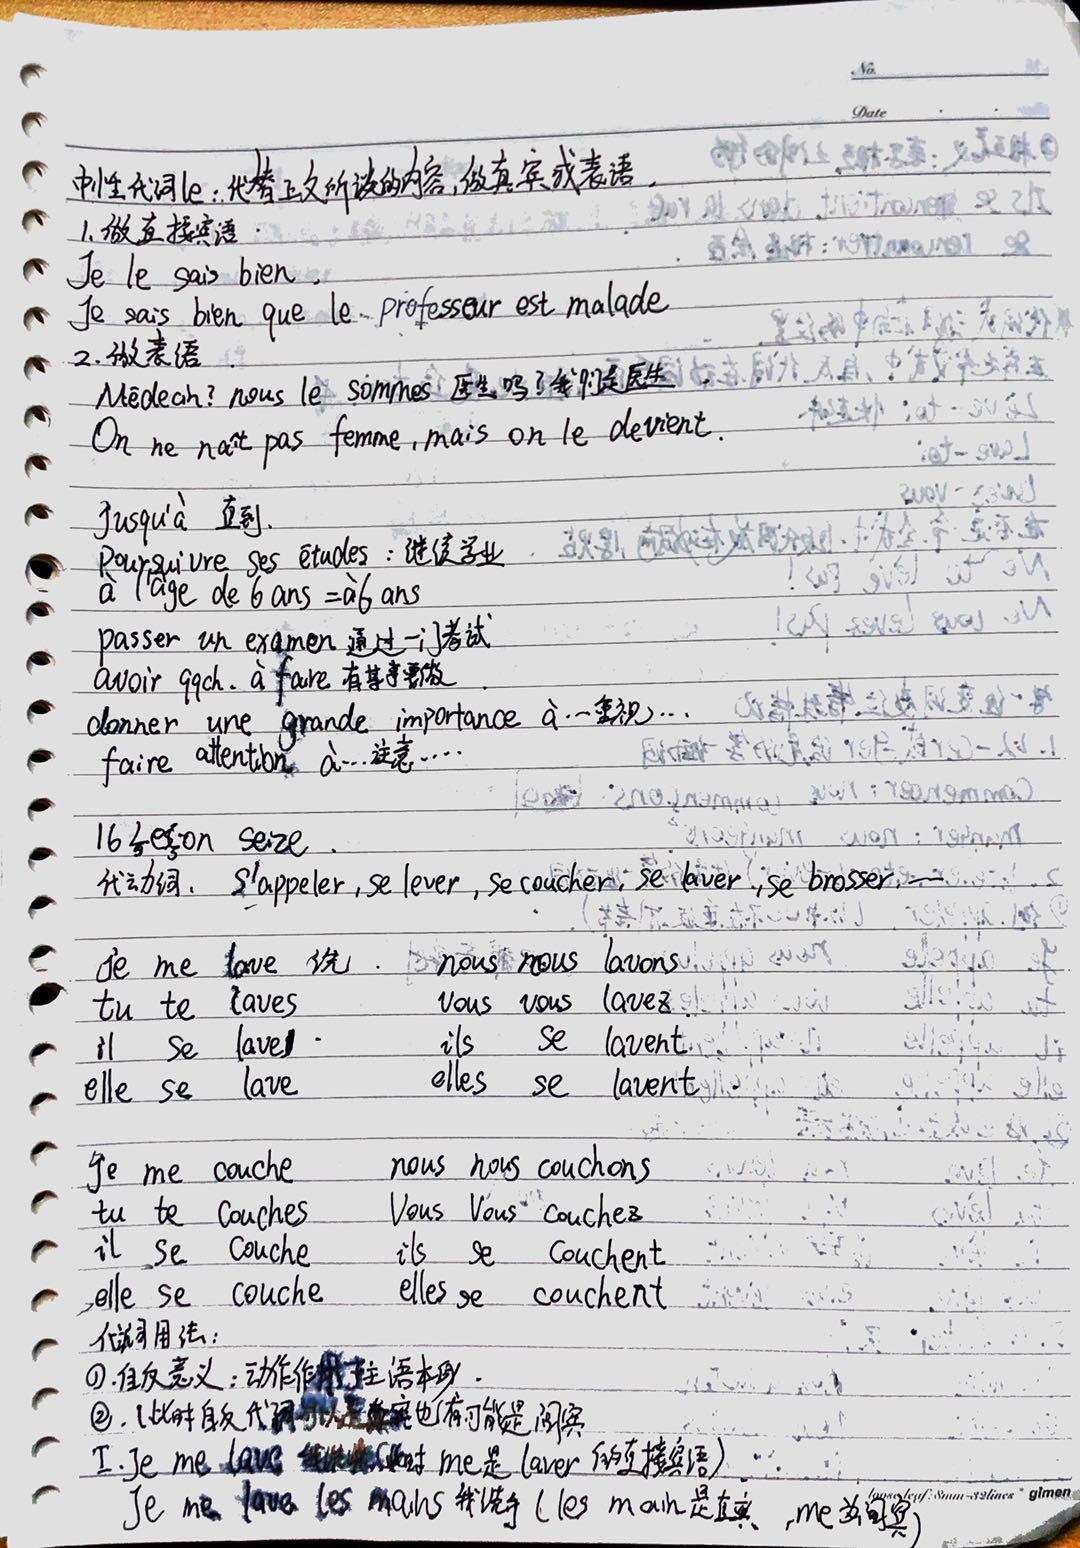 No.
Date
中性代词le：代替上文所谈的内容，做直宾或表语.
1.做直接宾语.
Je le sais bien.
Je sais bien que le professeur est malade
2.做表语
Médecin? nous le sommes 医生吗？我们是医生.
On ne naît pas femme, mais on le devient.
Jusqu'à 直到.
Poursuivre ses études：继续学业
à l'âge de 6 ans = à 6 ans
passer un examen 通过一门考试
avoir qqch. à faire 有某事要做
donner une grande importance à...重视...
faire attention à...注意....
16 Leçon seize.
代动词. S'appeler, se lever, se coucher, se laver, se brosser.
Je me lave 洗. nous nous lavons
tu te laves vous vous lavez
il se lave ils se lavent
elle se lave elles se lavent
Je me couche nous nous couchons
tu te couches Vous Vous couchez
il se couche ils se couchent
elle se couche elles se couchent
代词用法：
①.自反意义：动作作用于主语本身.
②.(此时自反代词可以是直宾也有可能是间宾
I. Je me lave (此时me是laver的直接宾语)
Je me lave les mains 我洗手 (les main是直宾, me为间宾)
loose leaf: 8mm-32lines glmen